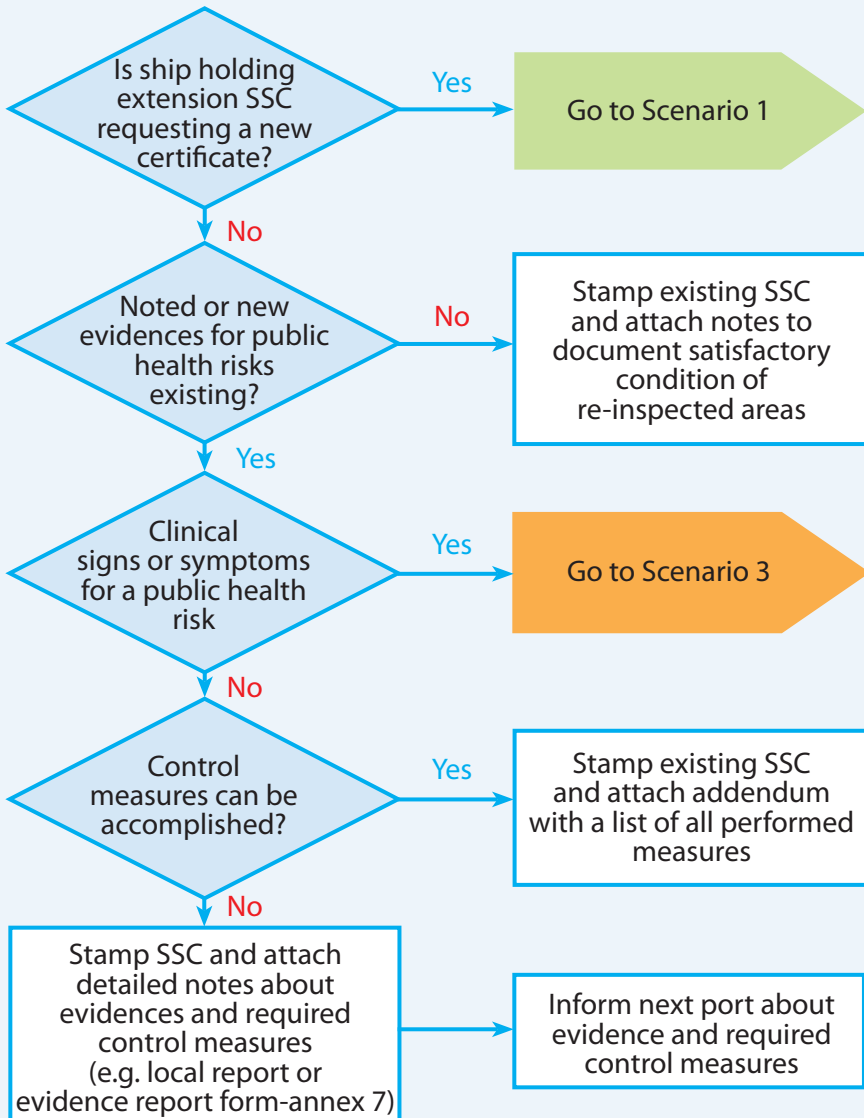 Is ship holding
extension SSC
requesting a new
certificate?
Yes
Go to Scenario 1
No
Noted or new
evidences for public
health risks
existing?
No
Stamp existing SSC
and attach notes to
document satisfactory
condition of
re-inspected areas
Yes
Clinical
signs or symptoms
for a public health
risk
Yes
Go to Scenario 3
No
Control
measures can be
accomplished?
Yes
Stamp existing SSC
and attach addendum
with a list of all performed
measures
No
Stamp SSC and attach
detailed notes about
evidences and required
control measures
(e.g. local report or
evidence report form-annex 7)
Inform next port about
evidence and required
control measures